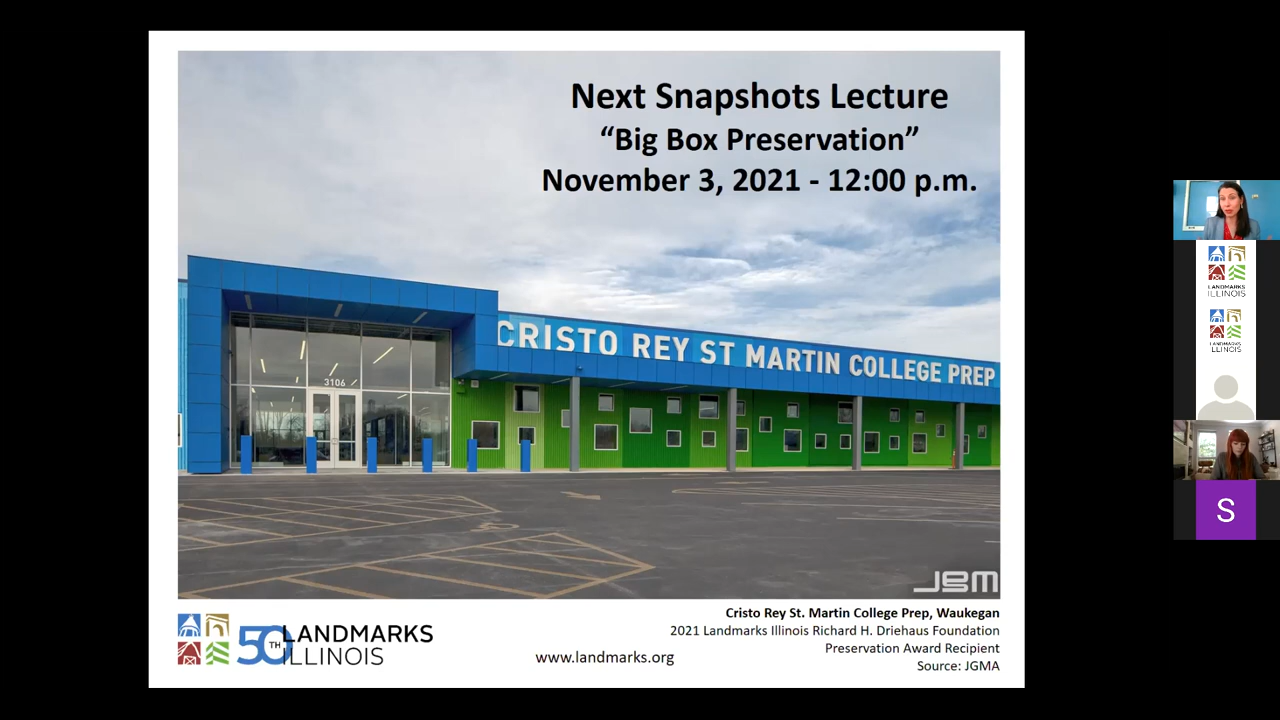 Next Snapshots Lecture
“Big Box Preservation”
November 3, 2021 - 12:00 p.m.
CRISTO REY ST MARTIN COLLEGE PREP
3106
JGM
50TH LANDMARKS
ILLINOIS
www.landmarks.org
Cristo Rey St. Martin College Prep, Waukegan
2021 Landmarks Illinois Richard H. Driehaus Foundation
Preservation Award Recipient
Source: JGMA
LANDMARKS
ILLINOIS
LANDMARKS
ILLINOIS
S